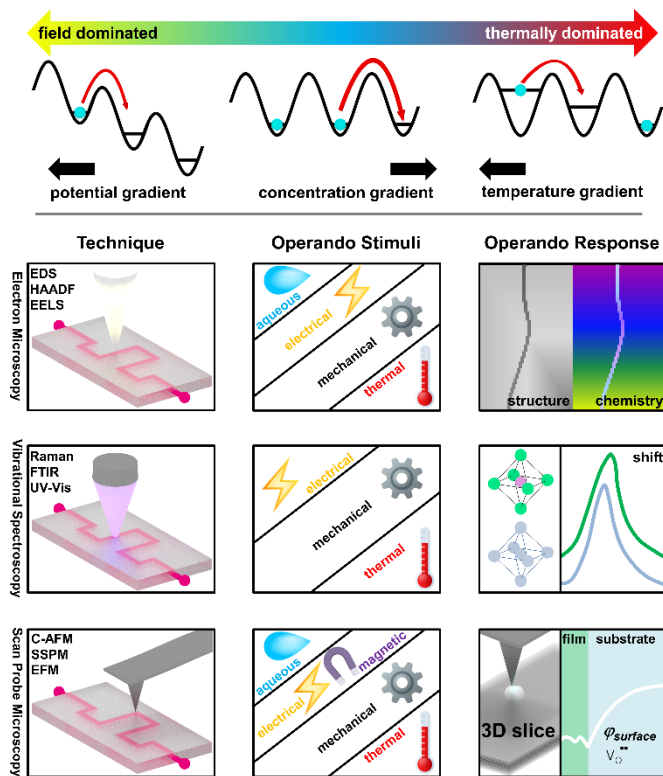 field dominated thermally dominated
potential gradient concentration gradient temperature gradient
Technique Operando Stimuli Operando Response
Electron Microscopy
EDS
HAADF
EELS
aqueous
electrical
mechanical
thermal
structure chemistry
Vibrational Spectroscopy
Raman
FTIR
UV-Vis
electrical
mechanical
thermal
shift
Scan Probe Microscopy
C-AFM
SSPM
EFM
aqueous
magnetic
electrical
mechanical
thermal
3D slice
film substrate
φsurface
VO••